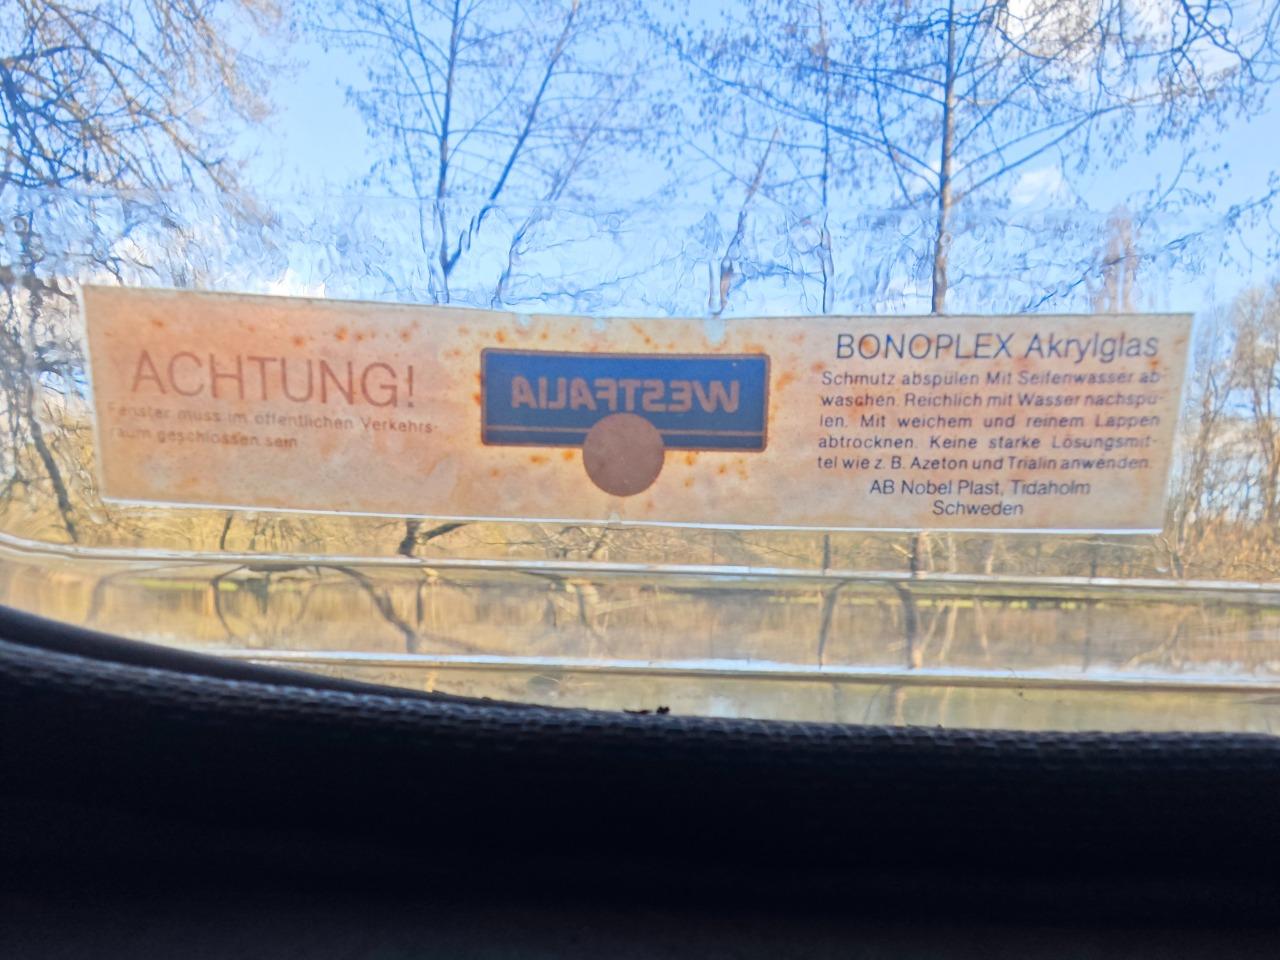 ACHTUNG!
Fenster muss im öffentlichen Verkehrs-
raum geschlossen sein
WESTFALIA
BONOPLEX Akrylglas
Schmutz abspülen Mit Seifenwasser ab-
waschen. Reichlich mit Wasser nachspü-
len. Mit weichem und reinem Lappen
abtrocknen. Keine starke Lösungsmit-
tel wie z. B. Azeton und Trialin anwenden.
AB Nobel Plast, Tidaholm
Schweden